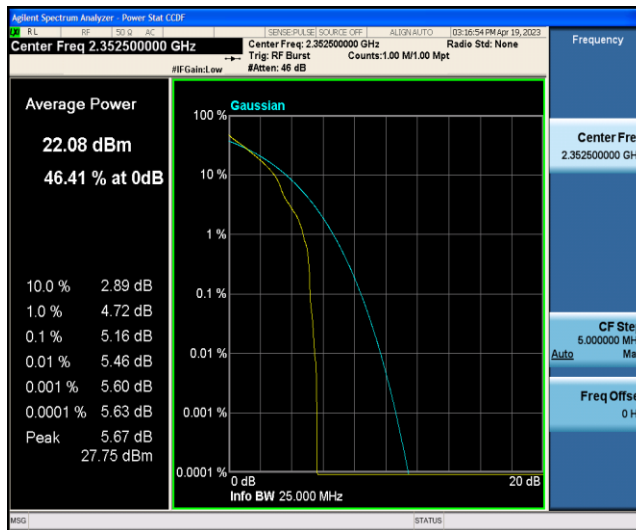 Agilent Spectrum Analyzer - Power Stat CCDF
RL RF 50 Ω AC SENSE:PULSE SOURCE OFF ALIGN AUTO 03:16:54 PM Apr 19, 2023
Center Freq 2.352500000 GHz
Center Freq: 2.352500000 GHz Radio Std: None
Trig: RF Burst Counts:1.00 M/1.00 Mpt
#IFGain:Low #Atten: 46 dB
Frequency
Average Power
22.08 dBm
46.41 % at 0dB
10.0 % 2.89 dB
1.0 % 4.72 dB
0.1 % 5.16 dB
0.01 % 5.46 dB
0.001 % 5.60 dB
0.0001 % 5.63 dB
Peak 5.67 dB
27.75 dBm
Gaussian
100 %
10 %
1 %
0.1 %
0.01 %
0.001 %
0.0001 %
0 dB 20 dB
Info BW 25.000 MHz
Center Fre
2.352500000 GH
CF Ste
5.000000 MH
Auto Ma
Freq Offse
0 H
MSG STATUS